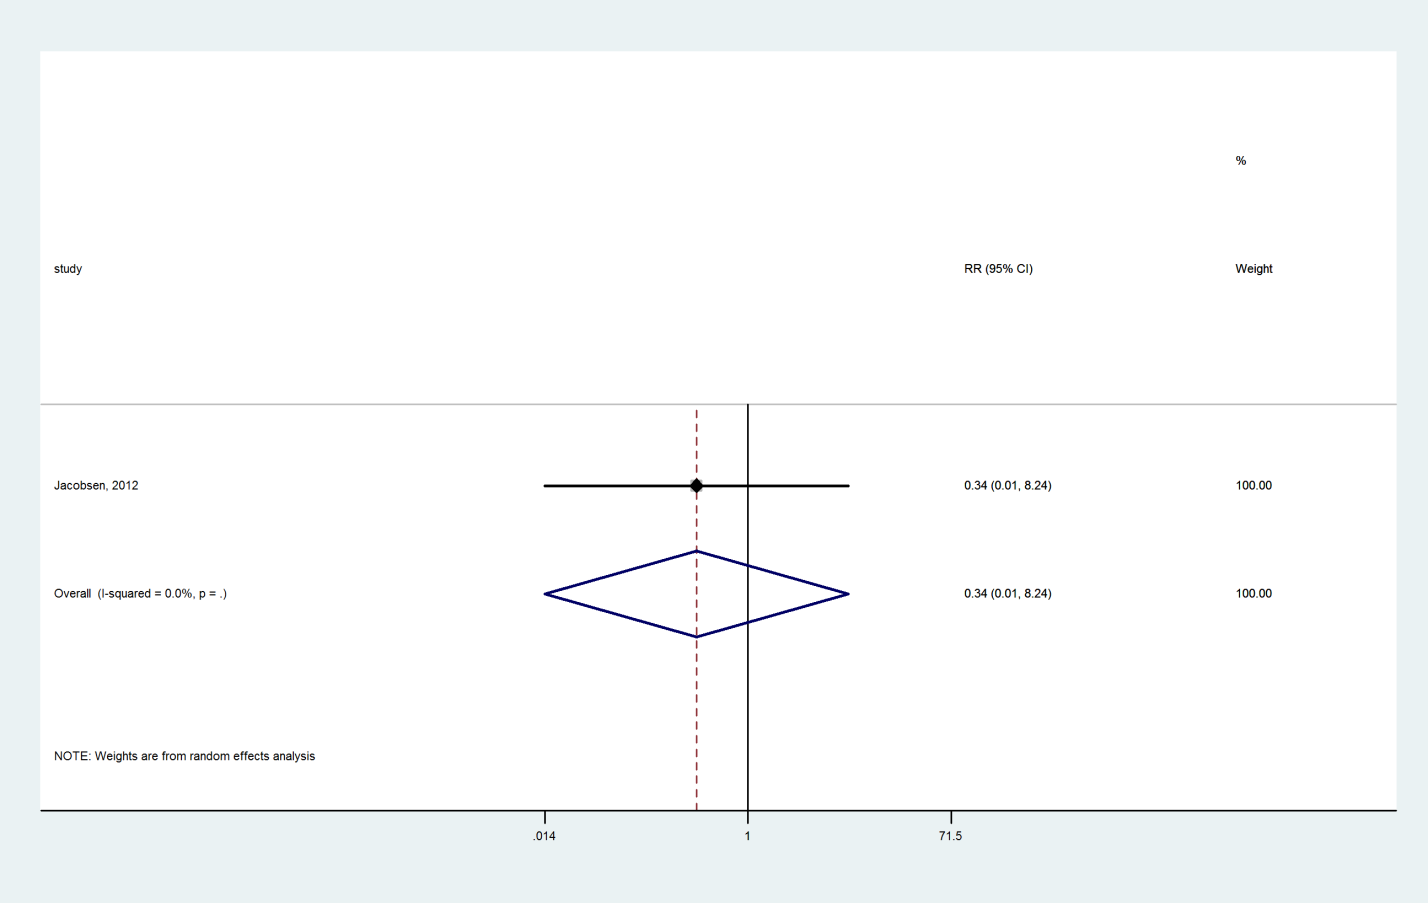 %
study RR (95% CI) Weight
Jacobsen, 2012 0.34 (0.01, 8.24) 100.00
Overall (I-squared = 0.0%, p = .) 0.34 (0.01, 8.24) 100.00
NOTE: Weights are from random effects analysis
.014 1 71.5